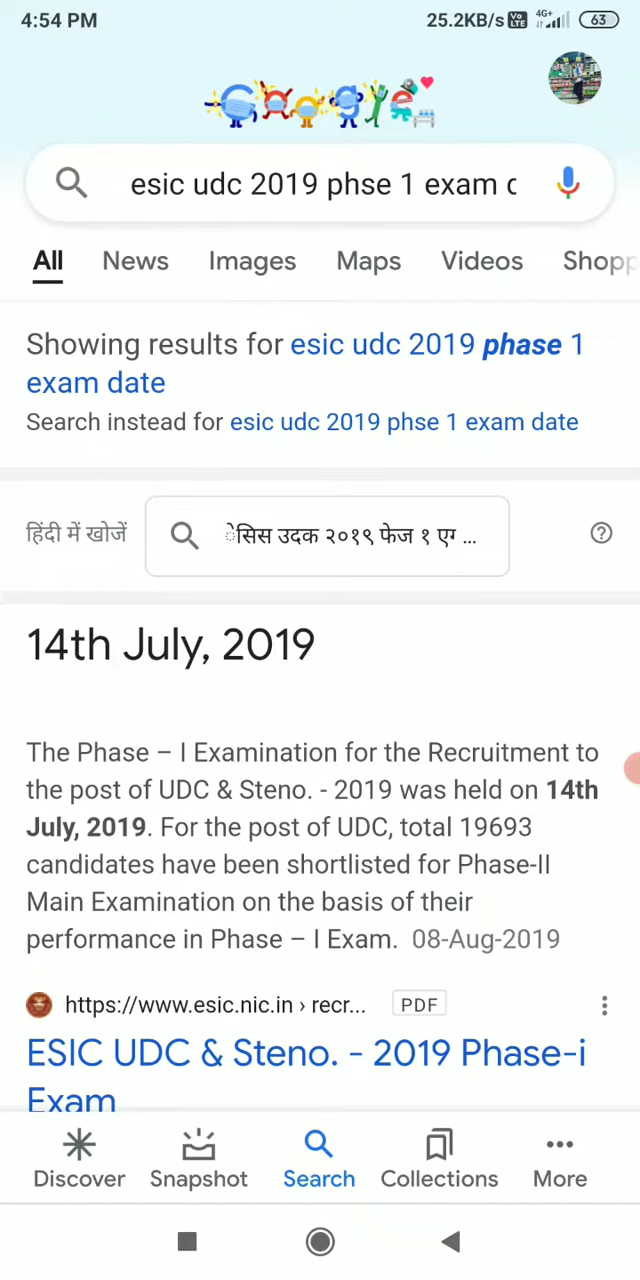 4:54 PM 25.2KB/s Vo LTE 4G+ 63
Google
esic udc 2019 phse 1 exam
All News Images Maps Videos Shopp
Showing results for esic udc 2019 phase 1
exam date
Search instead for esic udc 2019 phse 1 exam date
हिंदी में खोजें ेसिस उदक २०१९ फेज १ एग ...
14th July, 2019
The Phase – I Examination for the Recruitment to
the post of UDC & Steno. - 2019 was held on 14th
July, 2019. For the post of UDC, total 19693
candidates have been shortlisted for Phase-II
Main Examination on the basis of their
performance in Phase – I Exam. 08-Aug-2019
https://www.esic.nic.in › recr... PDF
ESIC UDC & Steno. - 2019 Phase-i
Exam
Discover Snapshot Search Collections More